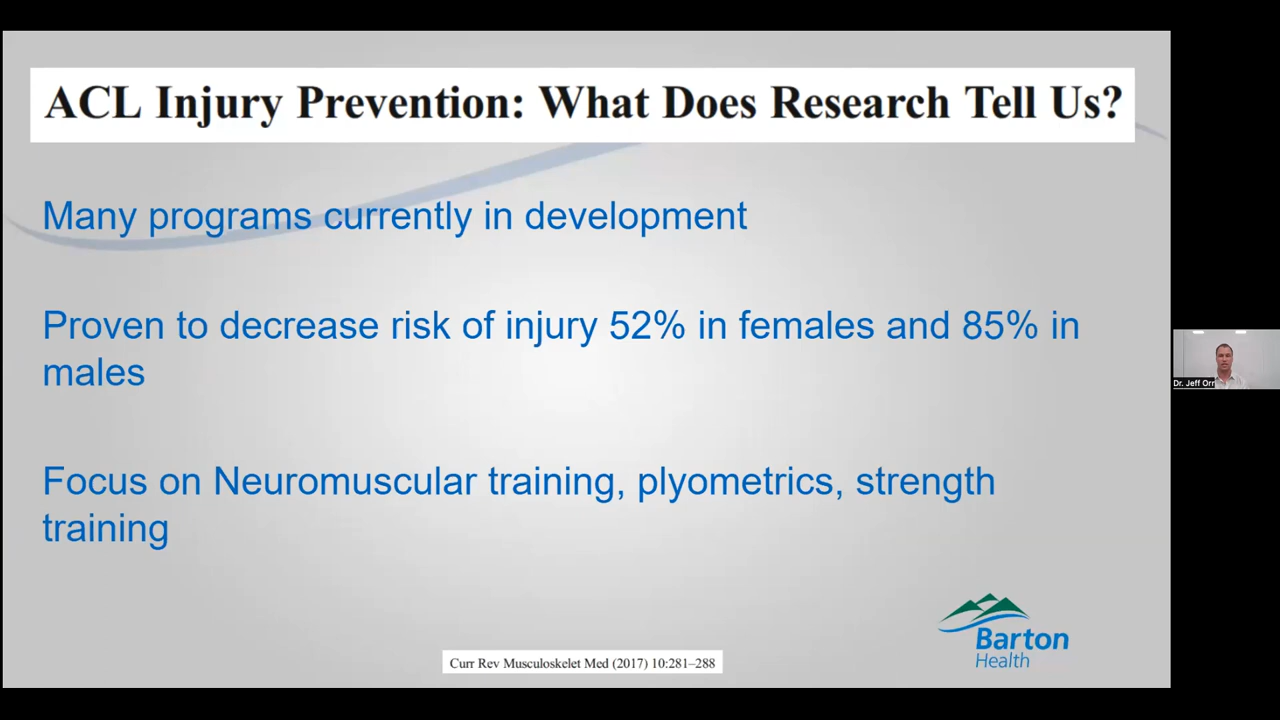 ACL Injury Prevention: What Does Research Tell Us?
Many programs currently in development
Proven to decrease risk of injury 52% in females and 85% in
males
Focus on Neuromuscular training, plyometrics, strength
training
Barton
Health
Curr Rev Musculoskelet Med (2017) 10:281–288
Dr. Jeff Orr